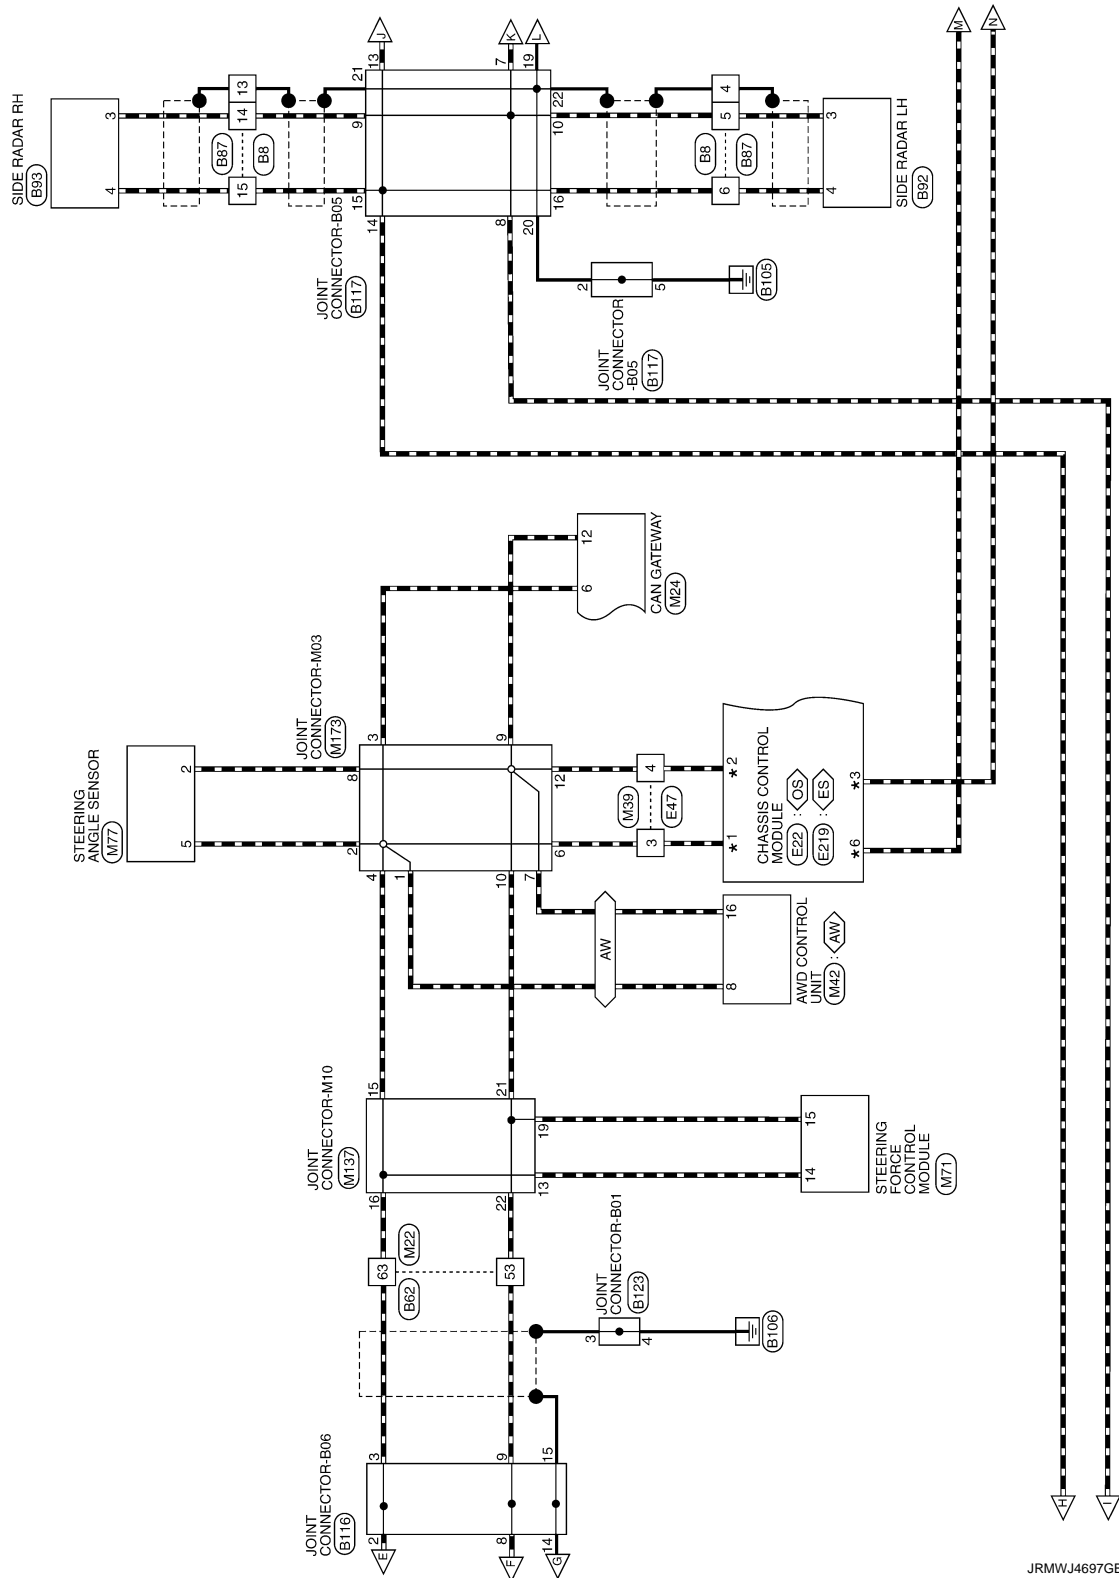 SIDE RADAR RH
B93
4
3
15
14
13
B87
B8
15
9
21
14
8
20
13
7
19
J
K
L
JOINT
CONNECTOR-B05
B117
16
10
22
6
5
4
B8
B87
4
3
SIDE RADAR LH
B92
2
5
JOINT
CONNECTOR
-B05
B117
B105
M
N
STEERING
ANGLE SENSOR
M77
5
2
JOINT
CONNECTOR-M03
M173
2
8
4
1
10
7
3
9
6
12
6
12
CAN GATEWAY
M24
M39
E47
3
4
*1
*2
CHASSIS CONTROL
MODULE
E22 : OS
E219 : ES
*6
*3
AW
8
16
AWD CONTROL
UNIT
M42 : AW
JOINT
CONNECTOR-M10
M137
16
22
15
21
13
19
14
15
STEERING
FORCE
CONTROL
MODULE
M71
63
53
M22
B62
JOINT
CONNECTOR-B01
B123
3
4
B106
JOINT
CONNECTOR-B06
B116
2
8
14
3
9
15
E
F
G
H
I
JRMWJ4697GE